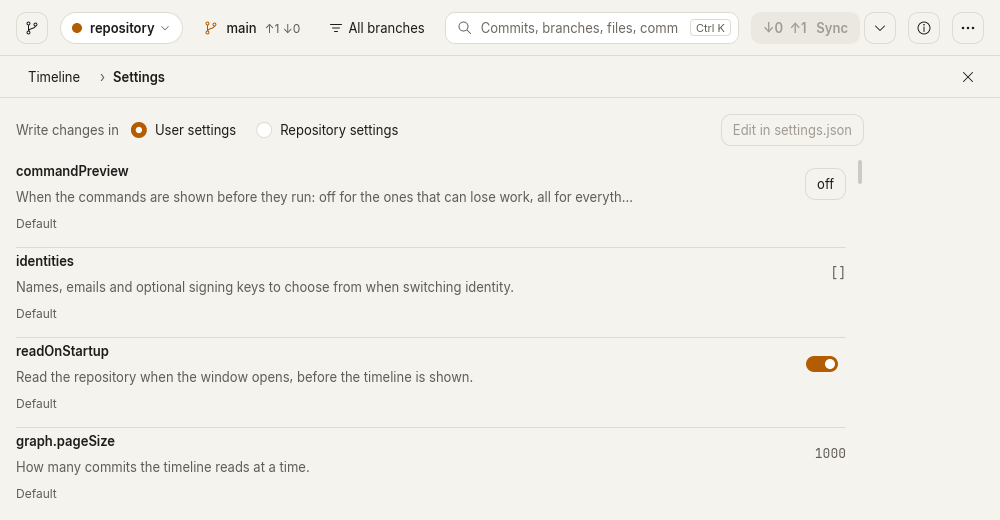 repository
main ↑1 ↓0
All branches
Commits, branches, files, comm
Ctrl K
↓0 ↑1 Sync
Timeline › Settings
Write changes in
User settings
Repository settings
Edit in settings.json
commandPreview
When the commands are shown before they run: off for the ones that can lose work, all for everyth...
Default
off
identities
Names, emails and optional signing keys to choose from when switching identity.
Default
[]
readOnStartup
Read the repository when the window opens, before the timeline is shown.
Default
graph.pageSize
How many commits the timeline reads at a time.
Default
1000